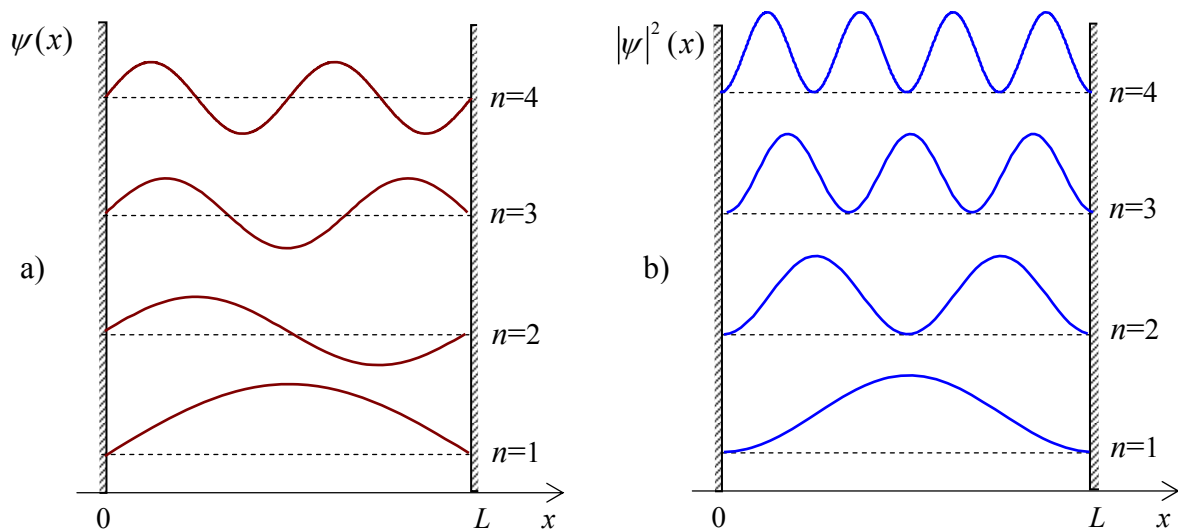 ψ(x)
n=4
n=3
a)
n=2
n=1
0
L
x
|ψ|²(x)
n=4
n=3
b)
n=2
n=1
0
L
x